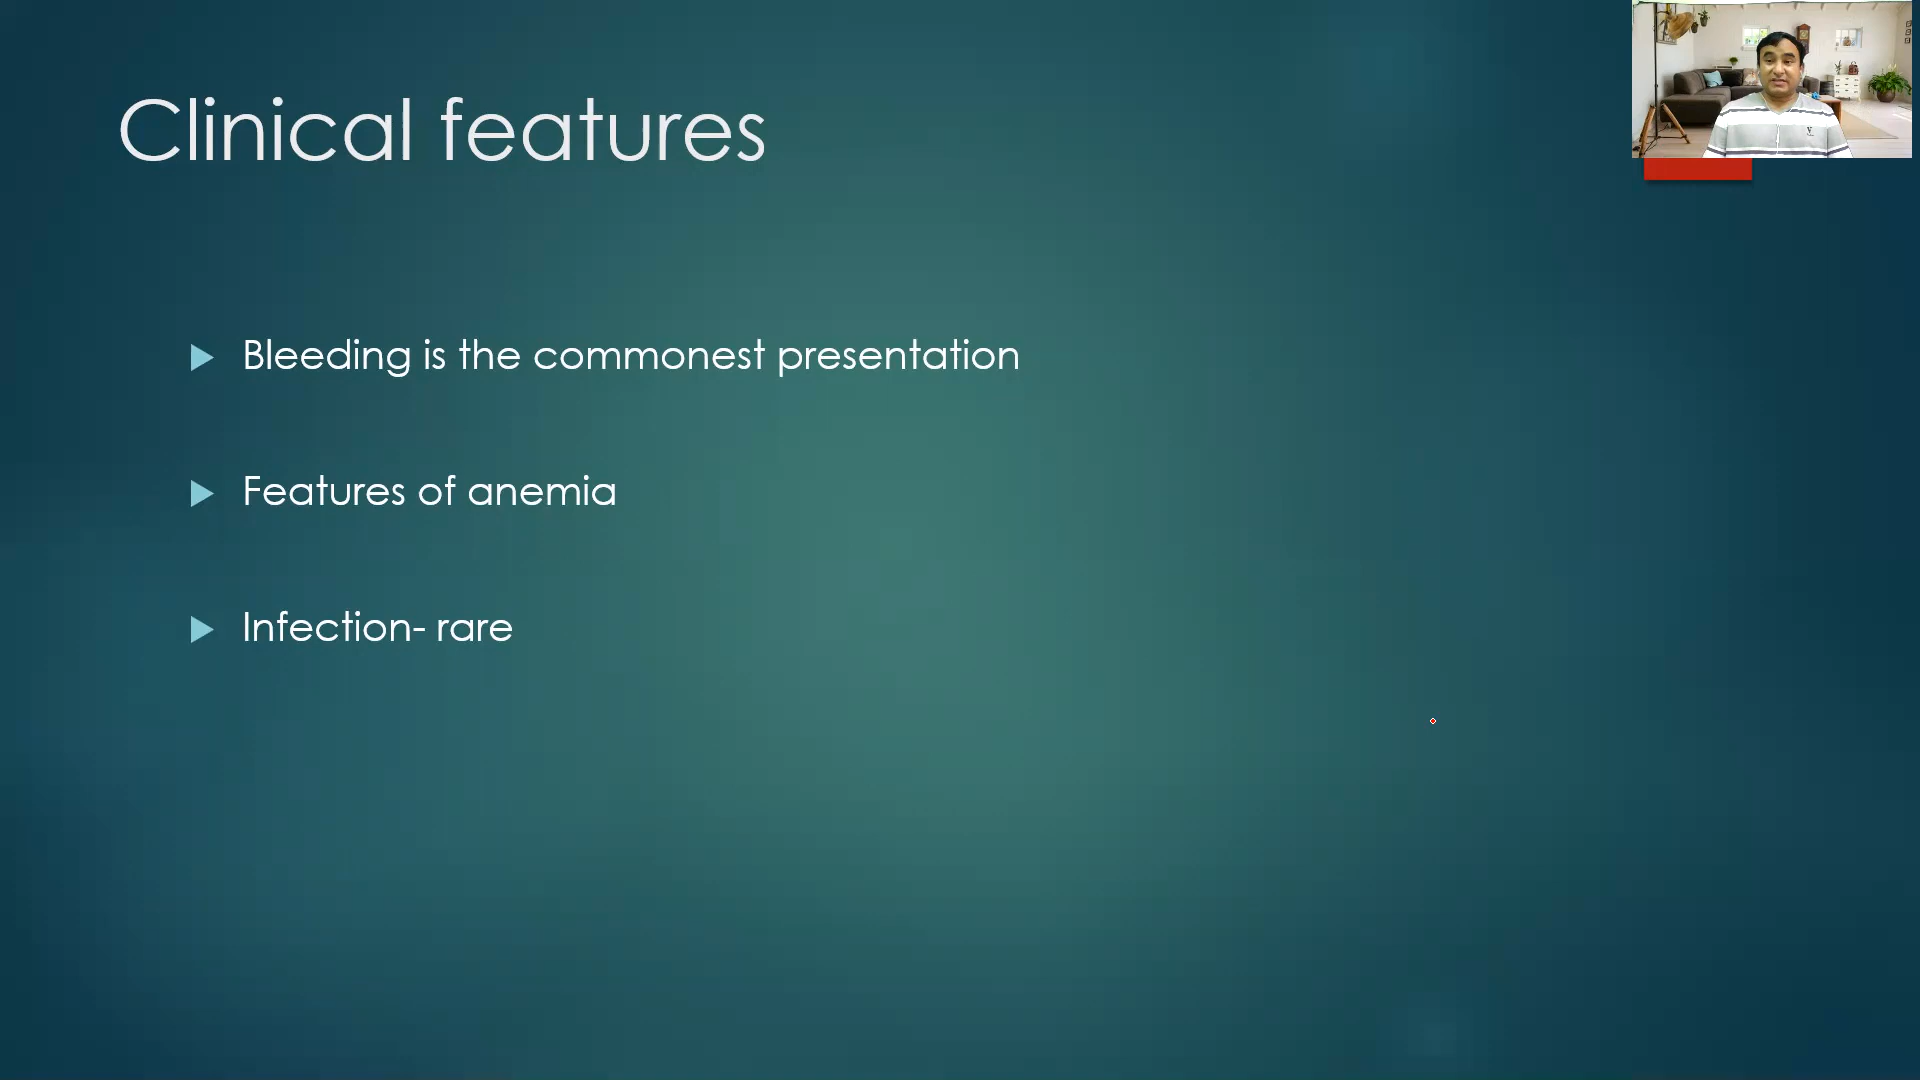 Clinical features
Bleeding is the commonest presentation
Features of anemia
Infection- rare